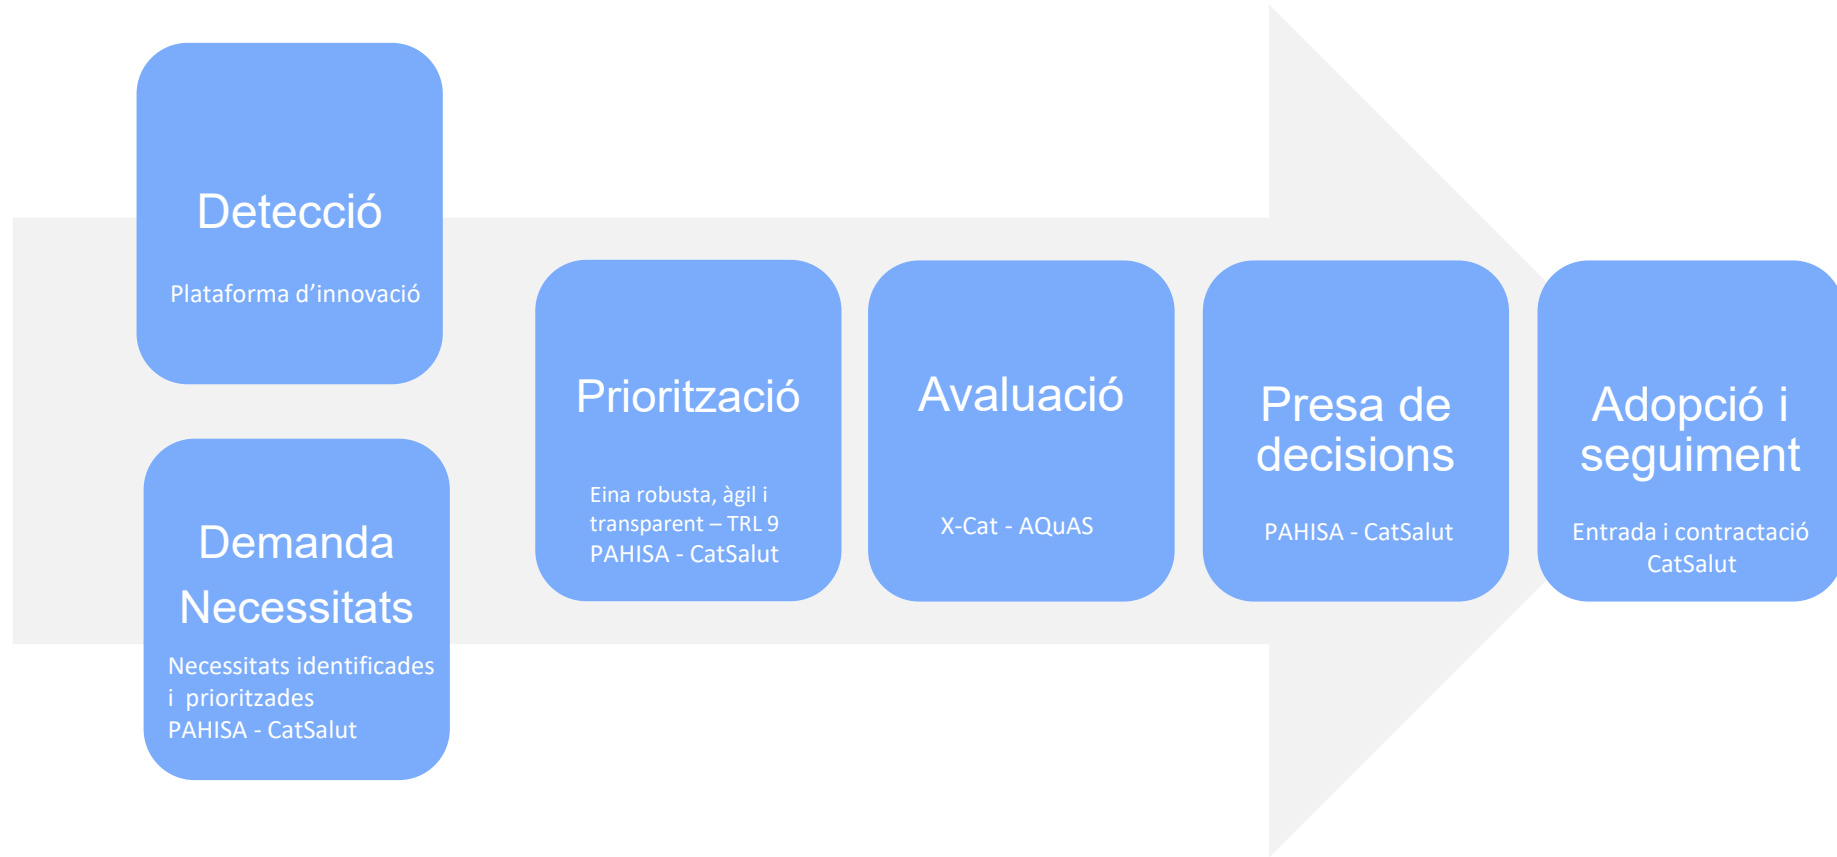 Detecció
Plataforma d’innovació
Demanda
Necessitats
Necessitats identificades
i  prioritzades
PAHISA - CatSalut
Priorització
Eina robusta, àgil i
transparent – TRL 9
PAHISA - CatSalut
Avaluació
X-Cat - AQuAS
Presa de
decisions
PAHISA - CatSalut
Adopció i
seguiment
Entrada i contractació
CatSalut